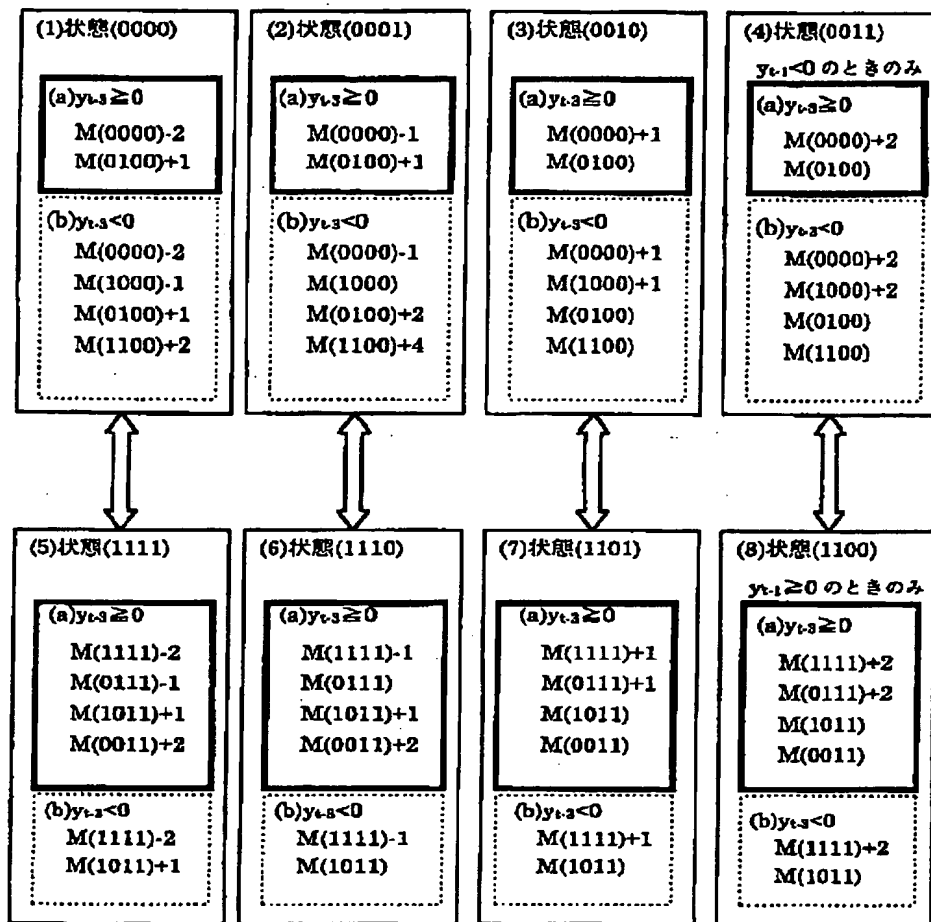 (1)状態(0000)
(a)yt-3≧0
M(0000)-2
M(0100)+1
(b)yt-3<0
M(0000)-2
M(1000)-1
M(0100)+1
M(1100)+2
(2)状態(0001)
(a)yt-3≧0
M(0000)-1
M(0100)+1
(b)yt-3<0
M(0000)-1
M(1000)
M(0100)+2
M(1100)+4
(3)状態(0010)
(a)yt-3≧0
M(0000)+1
M(0100)
(b)yt-3<0
M(0000)+1
M(1000)+1
M(0100)
M(1100)
(4)状態(0011)
yt-1<0 のときのみ
(a)yt-3≧0
M(0000)+2
M(0100)
(b)yt-3<0
M(0000)+2
M(1000)+2
M(0100)
M(1100)
(5)状態(1111)
(a)yt-3≧0
M(1111)-2
M(0111)-1
M(1011)+1
M(0011)+2
(b)yt-3<0
M(1111)-2
M(1011)+1
(6)状態(1110)
(a)yt-3≧0
M(1111)-1
M(0111)
M(1011)+1
M(0011)+2
(b)yt-3<0
M(1111)-1
M(1011)
(7)状態(1101)
(a)yt-3≧0
M(1111)+1
M(0111)+1
M(1011)
M(0011)
(b)yt-3<0
M(1111)+1
M(1011)
(8)状態(1100)
yt-1≧0 のときのみ
(a)yt-3≧0
M(1111)+2
M(0111)+2
M(1011)
M(0011)
(b)yt-3<0
M(1111)+2
M(1011)